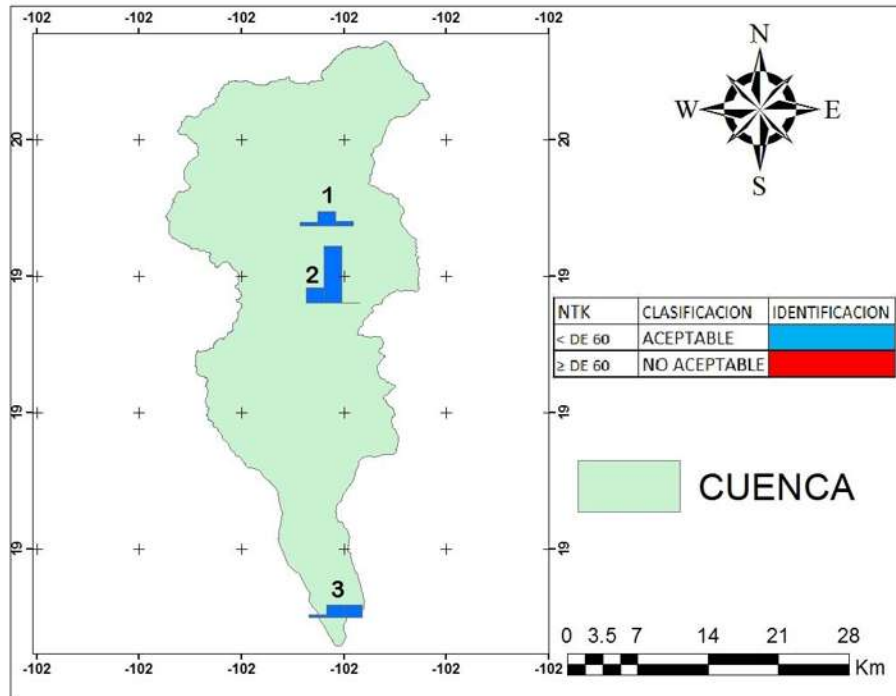 -102 -102 -102 -102 -102 -102
N
W E
S
20 20
1
2
19 19
NTK CLASIFICACION IDENTIFICACION
< DE 60 ACEPTABLE
≥ DE 60 NO ACEPTABLE
19 19
CUENCA
19 19
3
0 3.5 7 14 21 28
Km
-102 -102 -102 -102 -102 -102